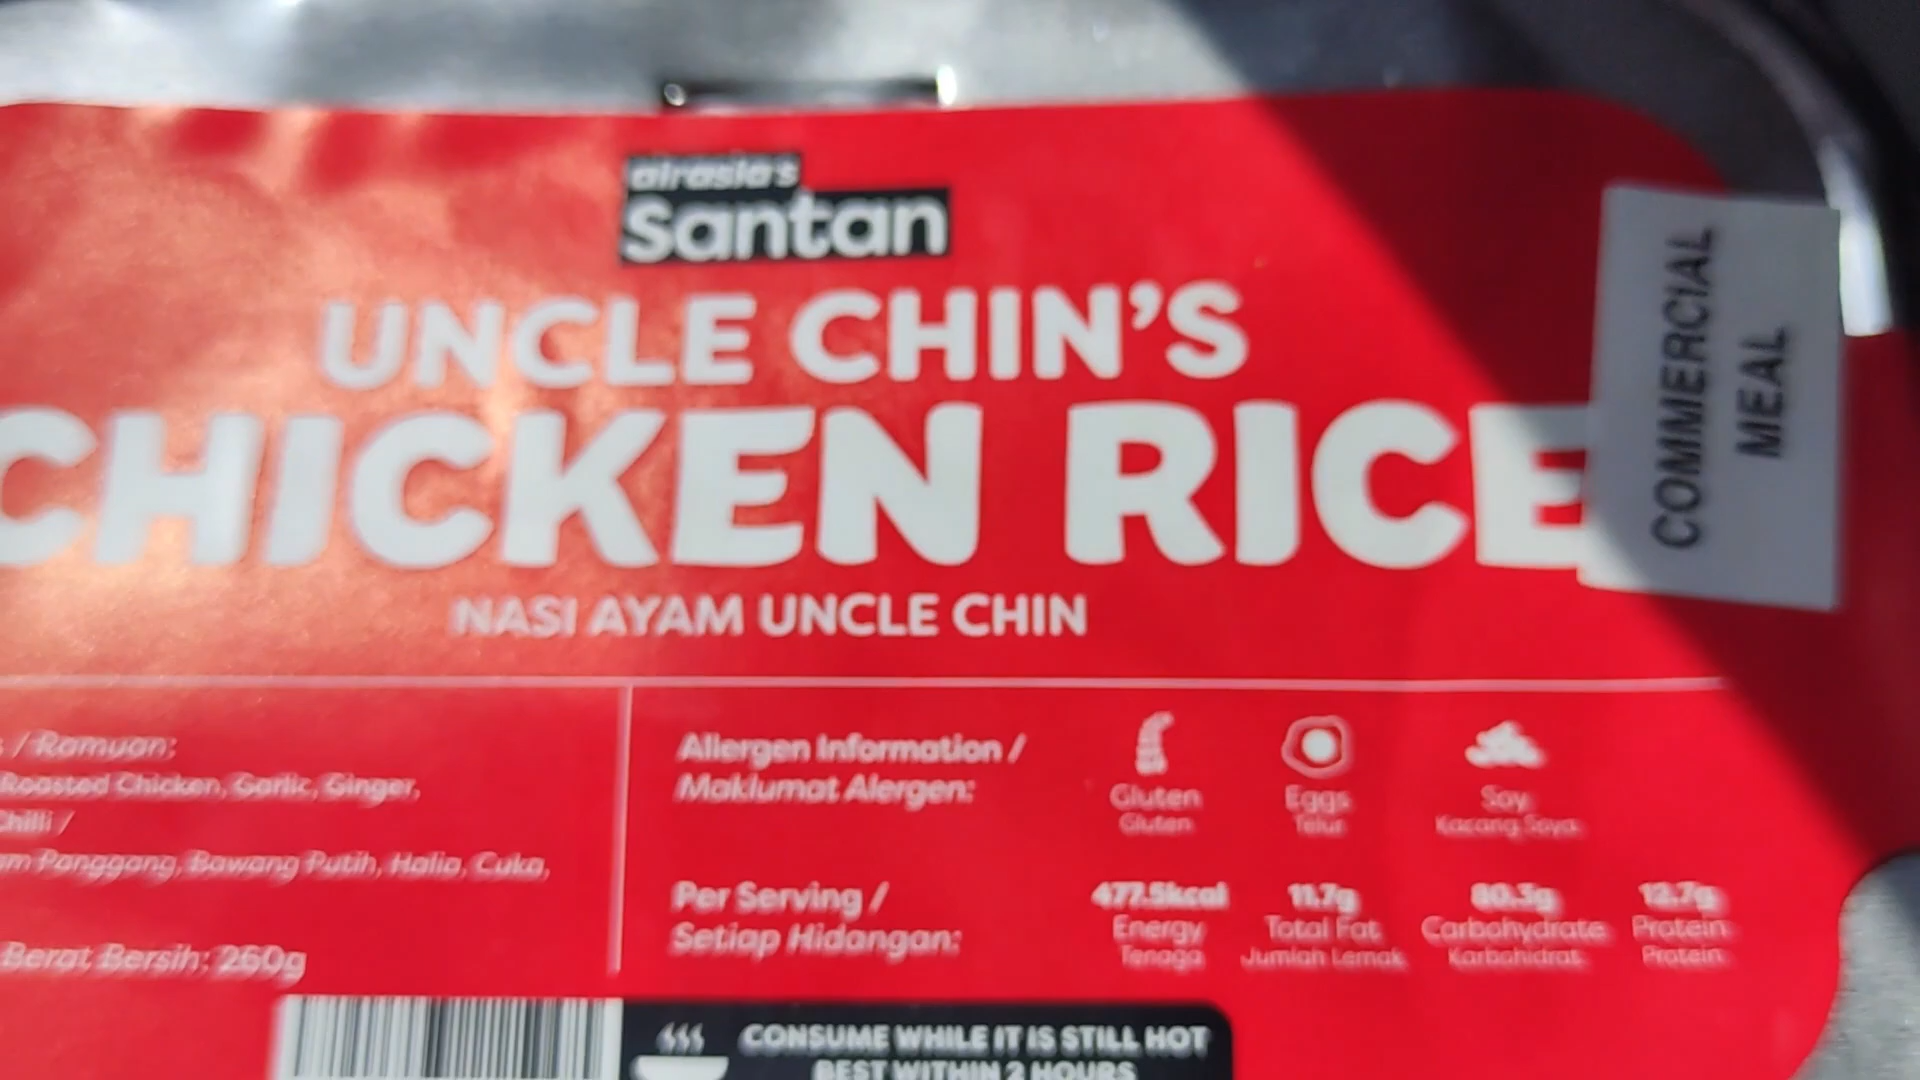 airasia's
Santan
UNCLE CHIN'S
CHICKEN RICE
COMMERCIAL
MEAL
NASI AYAM UNCLE CHIN
/ Ramuan:
Roasted Chicken, Garlic, Ginger,
Chilli /
Panggang, Bawang Putih, Halia, Cuka,
Berat Bersih: 260g
Allergen Information /
Maklumat Alergen:
Gluten
Gluten
Eggs
Telur
Soy
Kacang Soya
Per Serving /
Setiap Hidangan:
477.5kcal
Energy
Tenaga
11.7g
Total Fat
Jumlah Lemak
80.3g
Carbohydrate
Karbohidrat
12.7g
Protein
Protein
CONSUME WHILE IT IS STILL HOT
BEST WITHIN 2 HOURS